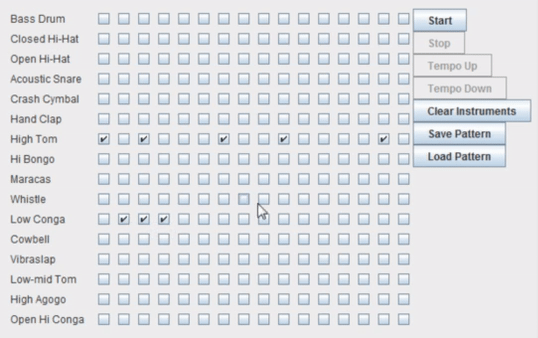 Bass Drum
Closed Hi-Hat
Open Hi-Hat
Acoustic Snare
Crash Cymbal
Hand Clap
High Tom
Hi Bongo
Maracas
Whistle
Low Conga
Cowbell
Vibraslap
Low-mid Tom
High Agogo
Open Hi Conga
Start
Stop
Tempo Up
Tempo Down
Clear Instruments
Save Pattern
Load Pattern